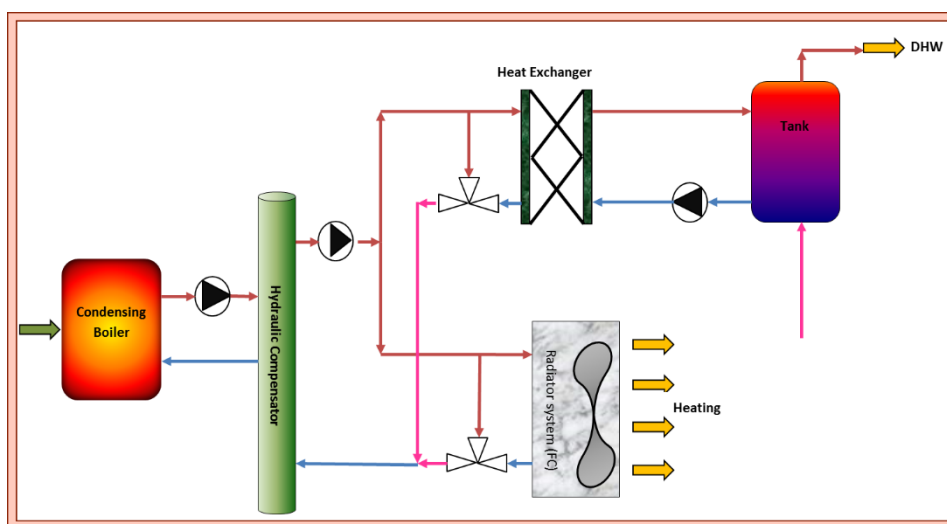 DHW
Heat Exchanger
Tank
Condensing
Boiler
Hydraulic Compensator
Radiator system (FC)
Heating